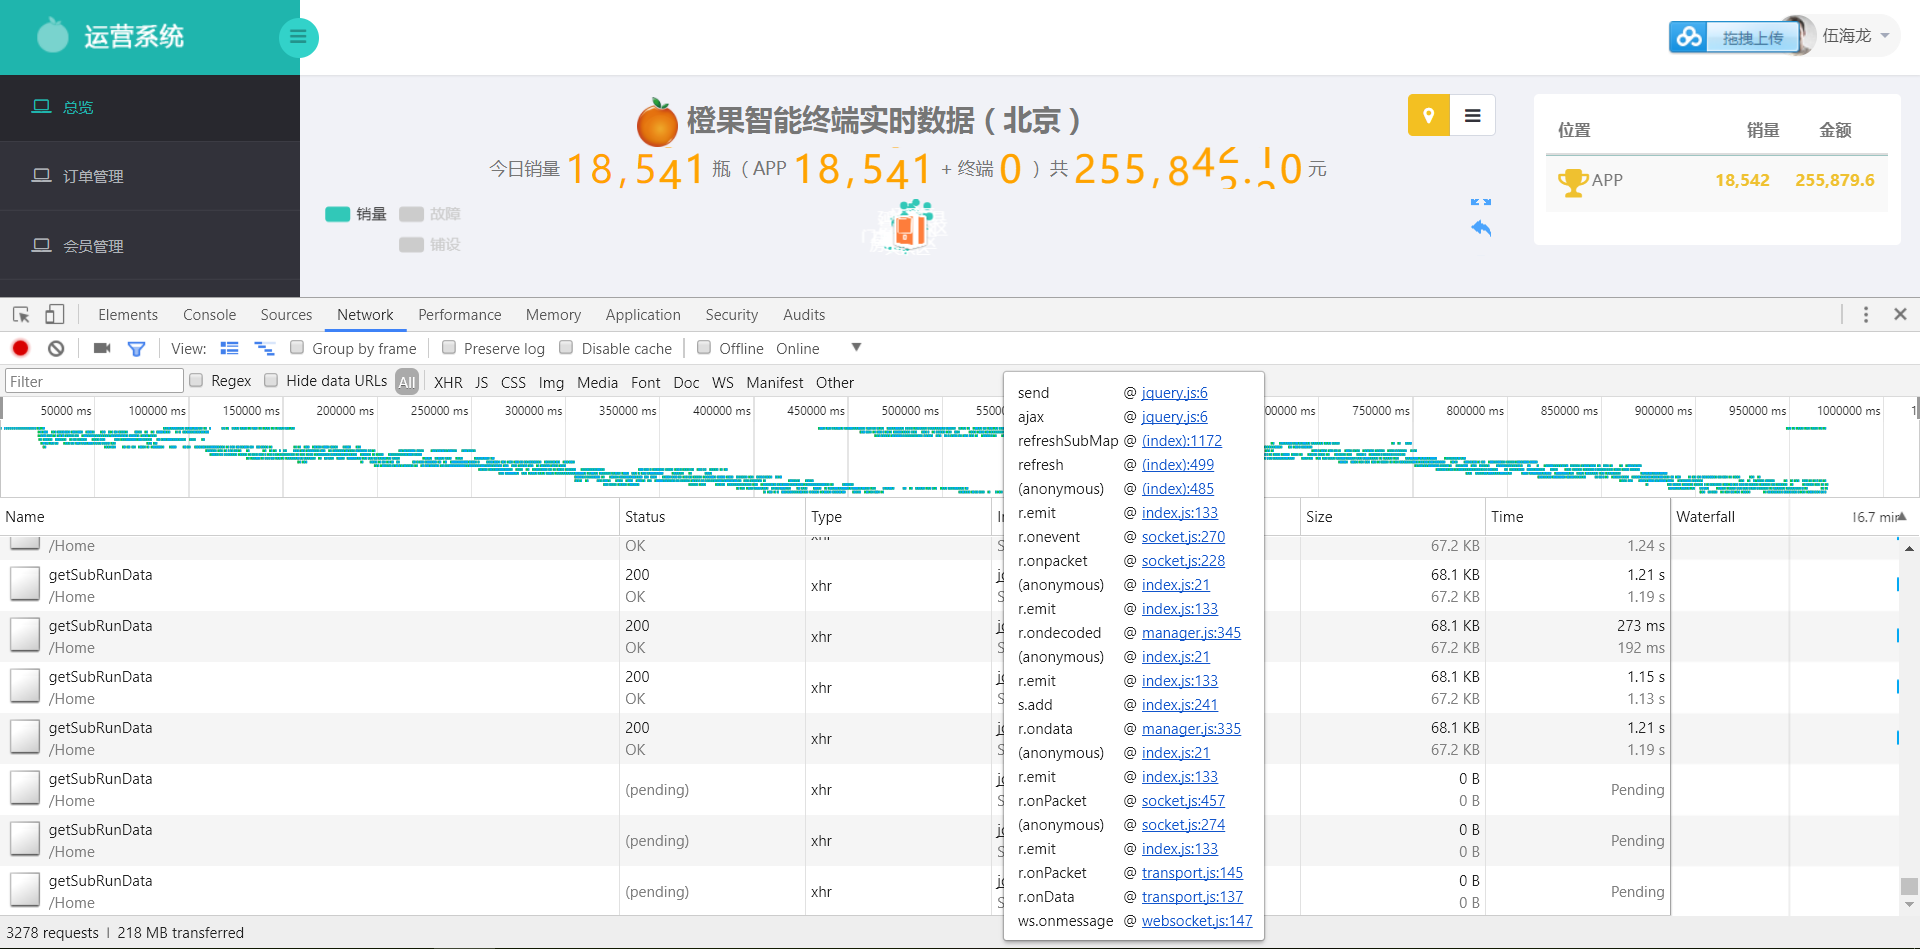 运营系统
拖拽上传
伍海龙
总览
订单管理
会员管理
橙果智能终端实时数据（北京）
今日销量 18,541 瓶（APP 18,541 + 终端 0 ）共 255,84 0 元
销量 故障
铺设
位置 销量 金额
APP 18,542 255,879.6
Elements Console Sources Network Performance Memory Application Security Audits
View: Group by frame Preserve log Disable cache Offline Online
Filter Regex Hide data URLs All XHR JS CSS Img Media Font Doc WS Manifest Other
50000 ms 100000 ms 150000 ms 200000 ms 250000 ms 300000 ms 350000 ms 400000 ms 450000 ms 500000 ms 5500 00000 ms 750000 ms 800000 ms 850000 ms 900000 ms 950000 ms 1000000 ms 1
Name Status Type Size Time Waterfall 16.7 min
/Home OK xhr 67.2 KB 1.24 s
getSubRunData 200 xhr 68.1 KB 1.21 s
/Home OK 67.2 KB 1.19 s
getSubRunData 200 xhr 68.1 KB 273 ms
/Home OK 67.2 KB 192 ms
getSubRunData 200 xhr 68.1 KB 1.15 s
/Home OK 67.2 KB 1.13 s
getSubRunData 200 xhr 68.1 KB 1.21 s
/Home OK 67.2 KB 1.19 s
getSubRunData (pending) xhr 0 B Pending
/Home 0 B
getSubRunData (pending) xhr 0 B Pending
/Home 0 B
getSubRunData (pending) xhr 0 B Pending
/Home 0 B
send @ jquery.js:6
ajax @ jquery.js:6
refreshSubMap @ (index):1172
refresh @ (index):499
(anonymous) @ (index):485
r.emit @ index.js:133
r.onevent @ socket.js:270
r.onpacket @ socket.js:228
(anonymous) @ index.js:21
r.emit @ index.js:133
r.ondecoded @ manager.js:345
(anonymous) @ index.js:21
r.emit @ index.js:133
s.add @ index.js:241
r.ondata @ manager.js:335
(anonymous) @ index.js:21
r.emit @ index.js:133
r.onPacket @ socket.js:457
(anonymous) @ socket.js:274
r.emit @ index.js:133
r.onPacket @ transport.js:145
r.onData @ transport.js:137
ws.onmessage @ websocket.js:147
3278 requests | 218 MB transferred